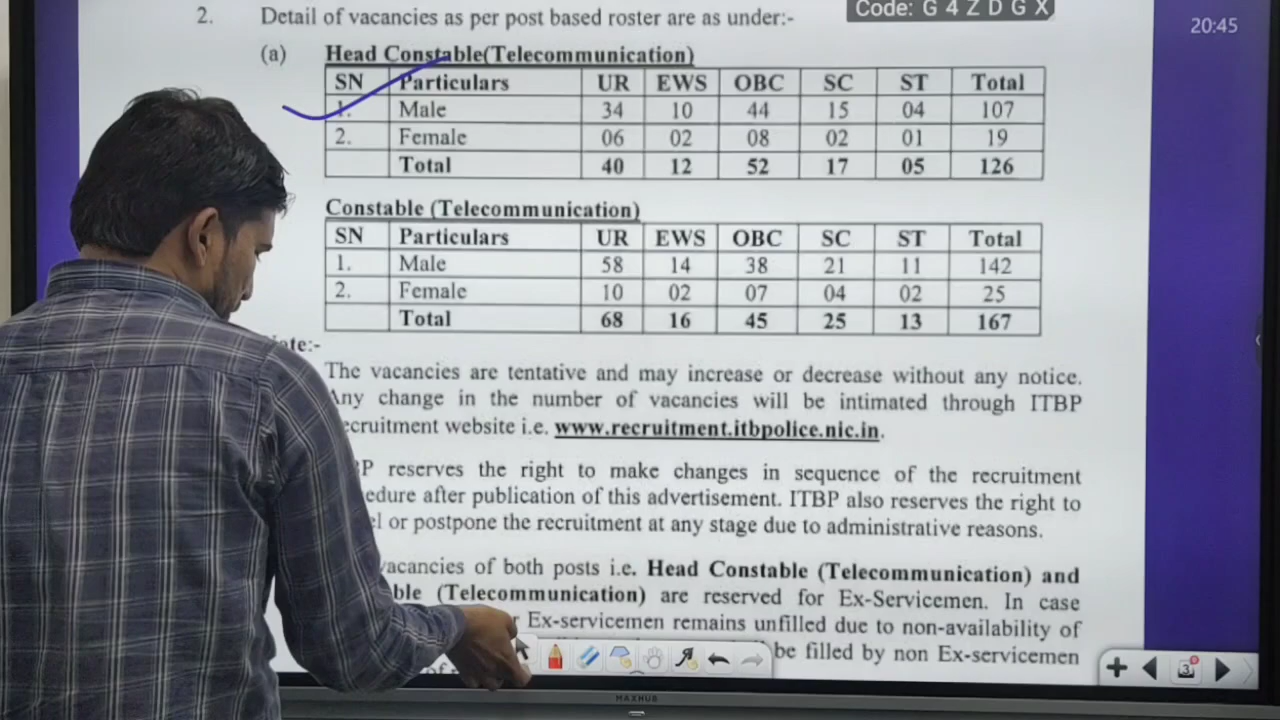 Code: G 4 Z D G X
20:45
2. Detail of vacancies as per post based roster are as under:-
(a) Head Constable(Telecommunication)
SN Particulars UR EWS OBC SC ST Total
1. Male 34 10 44 15 04 107
2. Female 06 02 08 02 01 19
Total 40 12 52 17 05 126
Constable (Telecommunication)
SN Particulars UR EWS OBC SC ST Total
1. Male 58 14 38 21 11 142
2. Female 10 02 07 04 02 25
Total 68 16 45 25 13 167
ote:-
The vacancies are tentative and may increase or decrease without any notice.
Any change in the number of vacancies will be intimated through ITBP
ecruitment website i.e. www.recruitment.itbpolice.nic.in.
BP reserves the right to make changes in sequence of the recruitment
edure after publication of this advertisement. ITBP also reserves the right to
el or postpone the recruitment at any stage due to administrative reasons.
vacancies of both posts i.e. Head Constable (Telecommunication) and
ble (Telecommunication) are reserved for Ex-Servicemen. In case
r Ex-servicemen remains unfilled due to non-availability of
be filled by non Ex-servicemen
3
MAXHUB